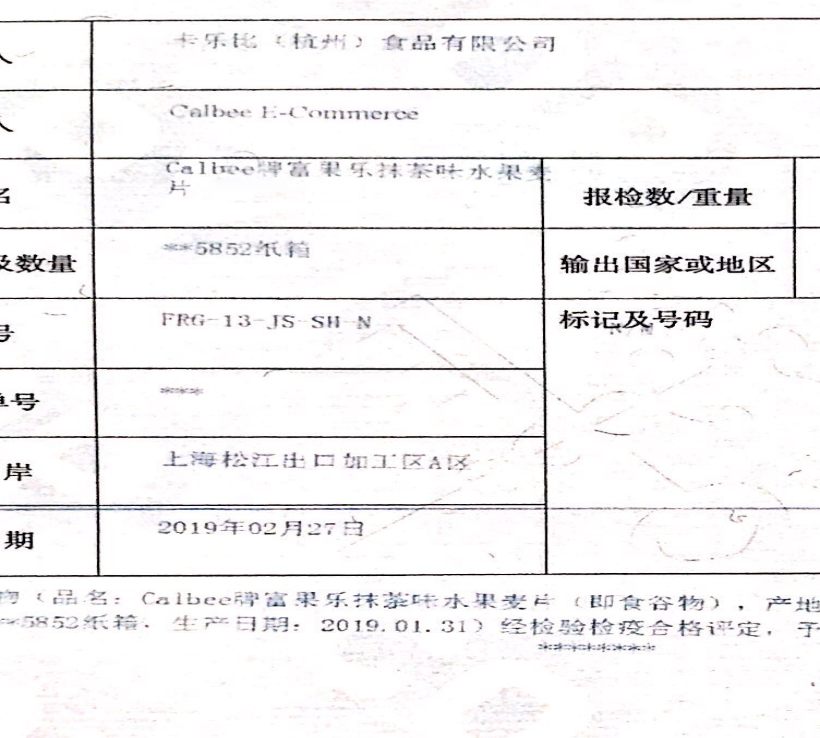 人 卡乐比（杭州）食品有限公司
人 Calbee E-Commerce
名 Calbee牌富果乐抹茶味水果麦
片 报检数/重量
及数量 **5852纸箱 输出国家或地区
号 FRG-13-JS-SH-N 标记及号码
单号 ***
岸 上海松江出口加工区A区
期 2019年02月27日
物（品名：Calbee牌富果乐抹茶味水果麦片（即食谷物），产地
**5852纸箱，生产日期：2019.01.31）经检验检疫合格评定，予
********